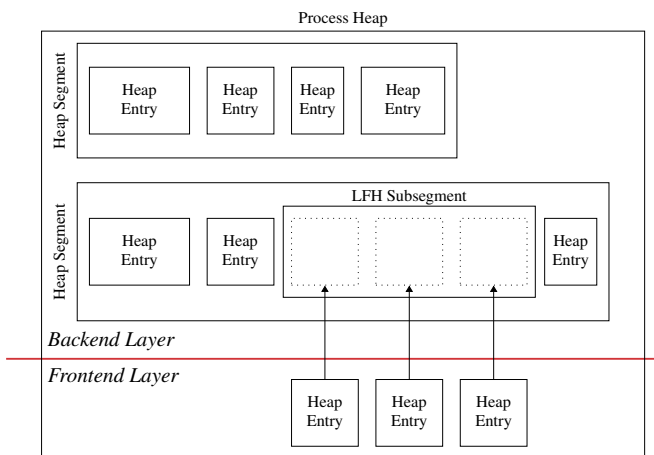 Process Heap
Heap Segment
Heap
Entry
Heap
Entry
Heap
Entry
Heap
Entry
Heap Segment
LFH Subsegment
Heap
Entry
Heap
Entry
Heap
Entry
Backend Layer
Frontend Layer
Heap
Entry
Heap
Entry
Heap
Entry